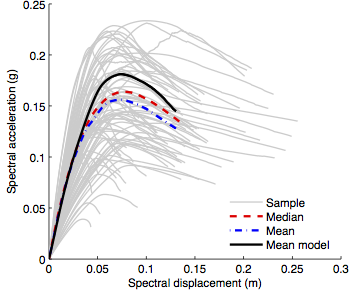 0.25
0.2
0.15
0.1
0.05
0
Spectral acceleration (g)
Sample
Median
Mean
Mean model
0 0.05 0.1 0.15 0.2 0.25 0.3
Spectral displacement (m)